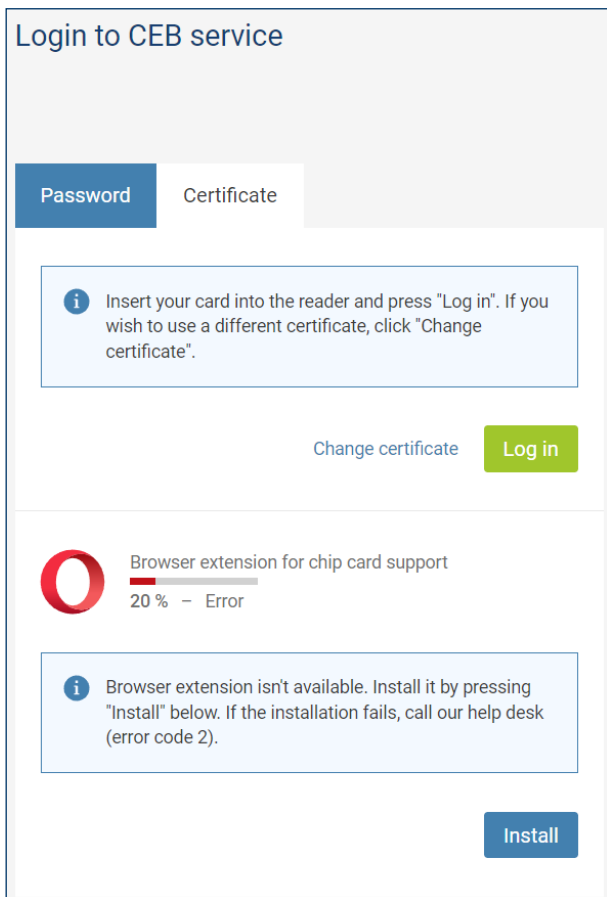 Login to CEB service
Password
Certificate
Insert your card into the reader and press "Log in". If you
wish to use a different certificate, click "Change
certificate".
Change certificate
Log in
Browser extension for chip card support
20 % – Error
Browser extension isn't available. Install it by pressing
"Install" below. If the installation fails, call our help desk
(error code 2).
Install